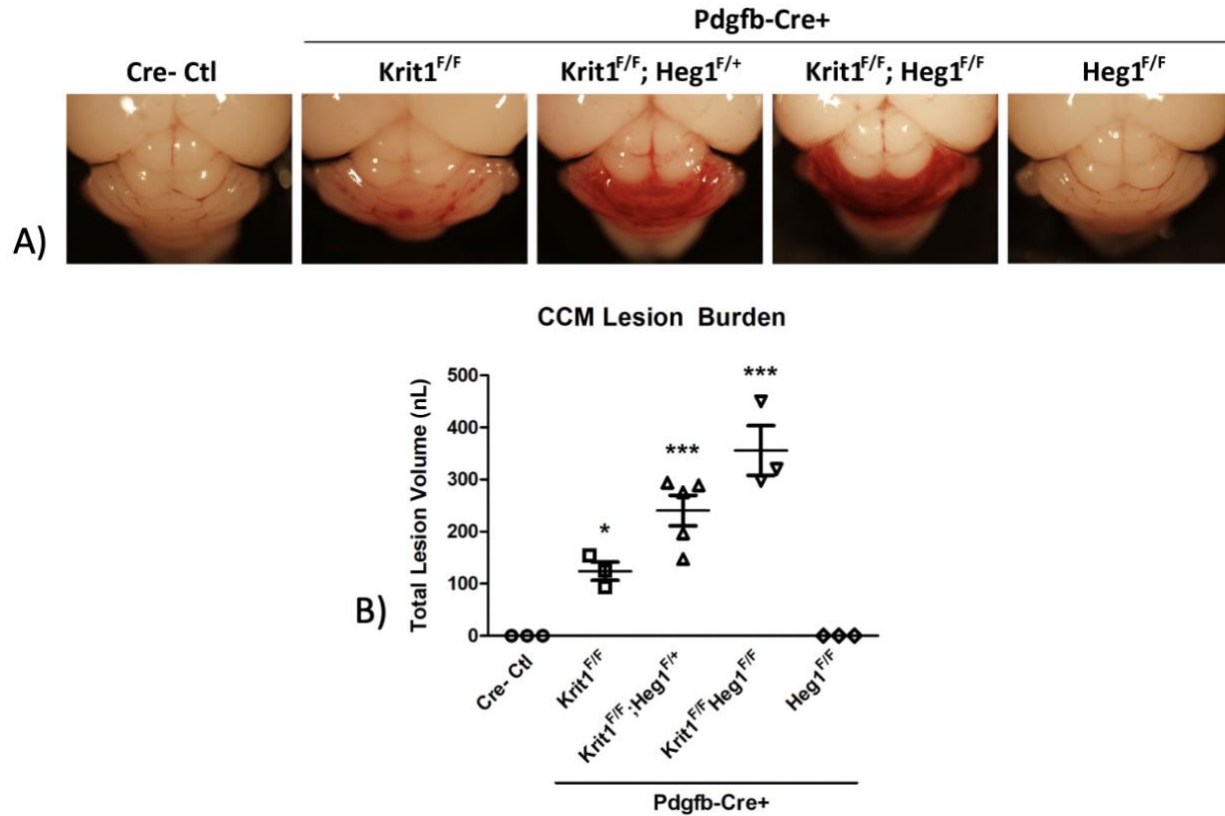 Pdgfb-Cre+
Cre- Ctl
Krit1F/F
Krit1F/F; Heg1F/+
Krit1F/F; Heg1F/F
Heg1F/F
A)
CCM Lesion Burden
Total Lesion Volume (nL)
500
400
300
200
100
0
*
***
***
B)
Cre- Ctl
Krit1F/F
Krit1F/F;Heg1F/+
Krit1F/FHeg1F/F
Heg1F/F
Pdgfb-Cre+